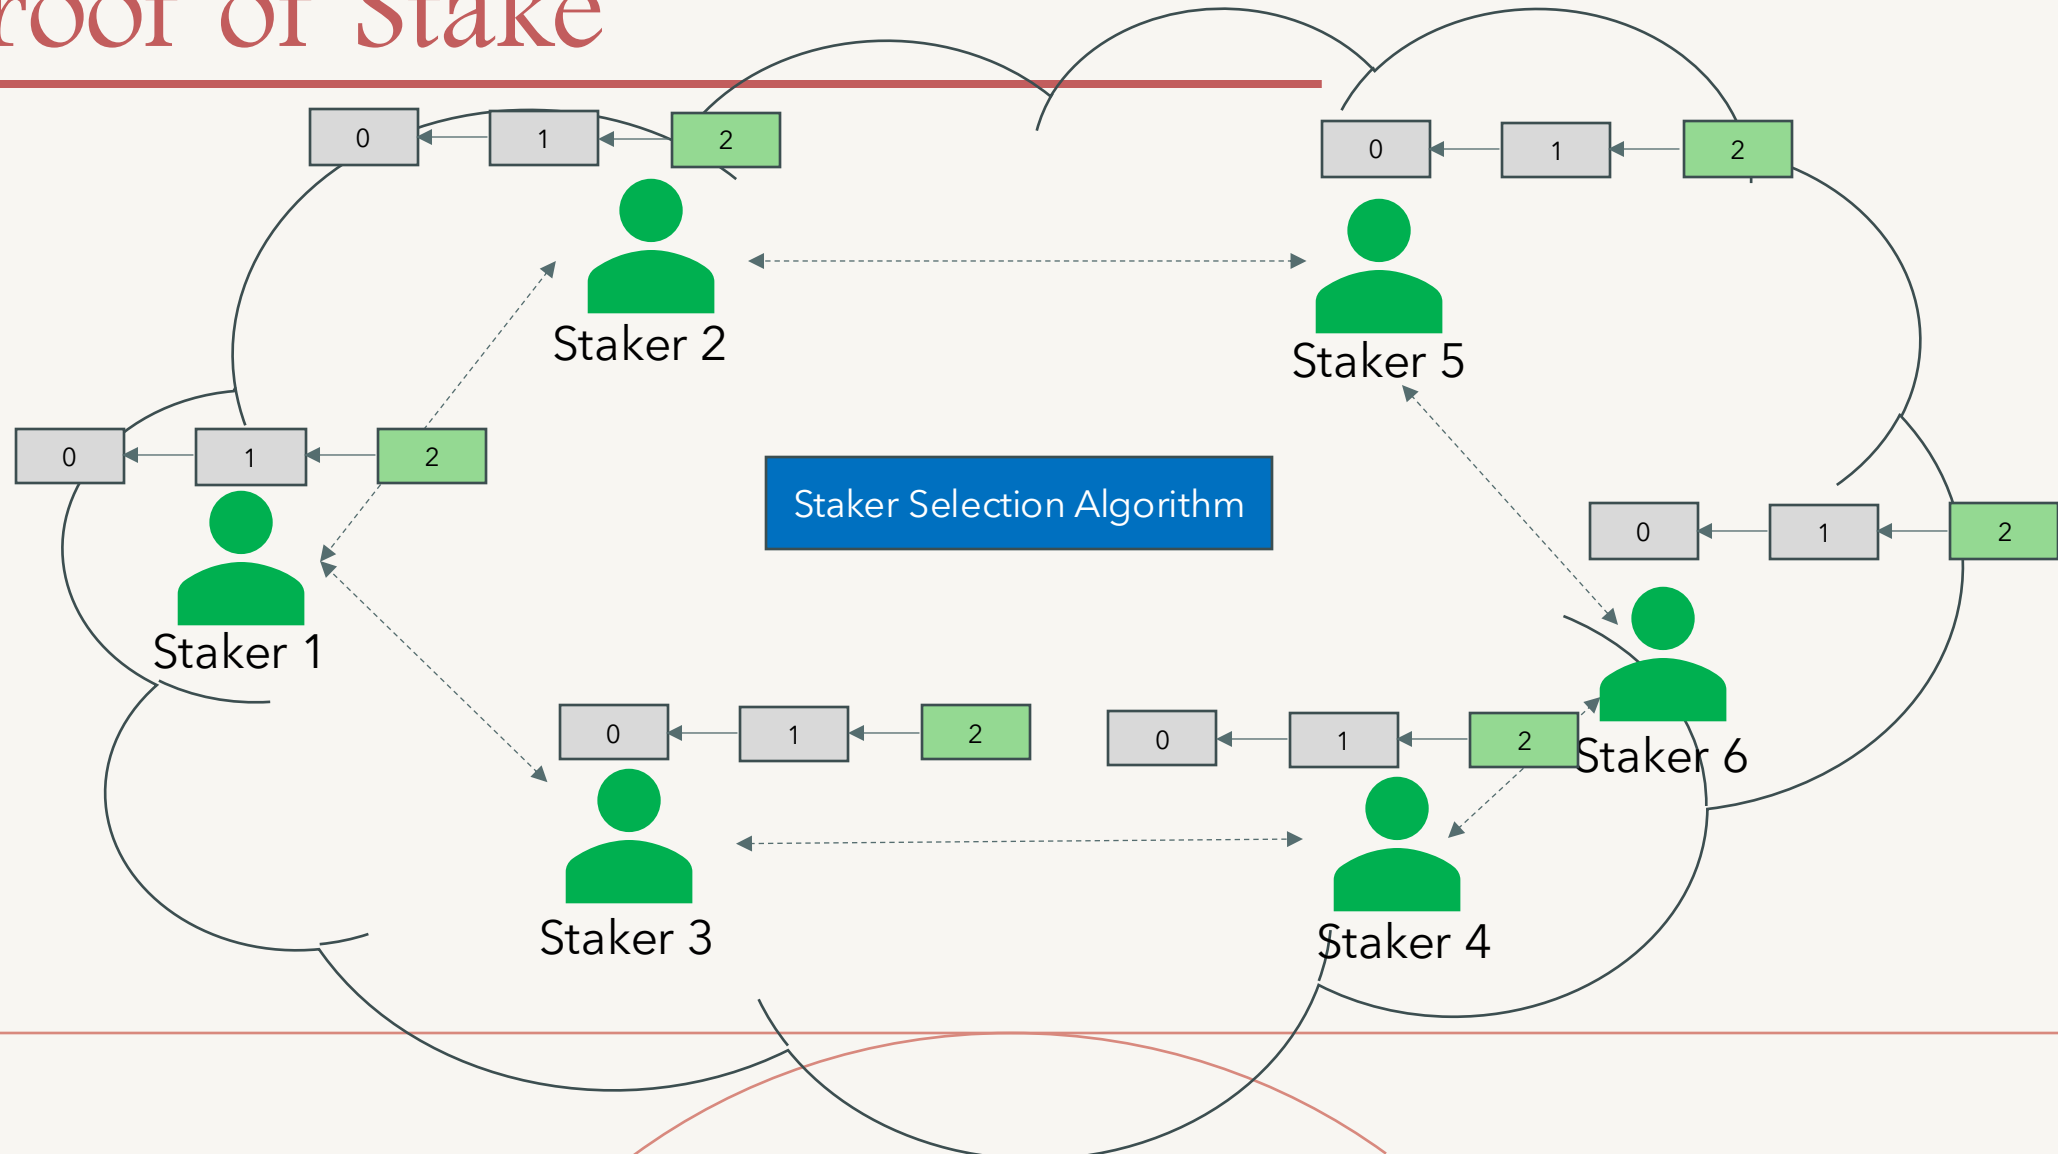 roof of Stake
0 1 2
0 1 2
Staker 2
Staker 5
0 1 2
Staker Selection Algorithm
0 1 2
Staker 1
0 1 2
0 1 2
Staker 6
Staker 3
Staker 4